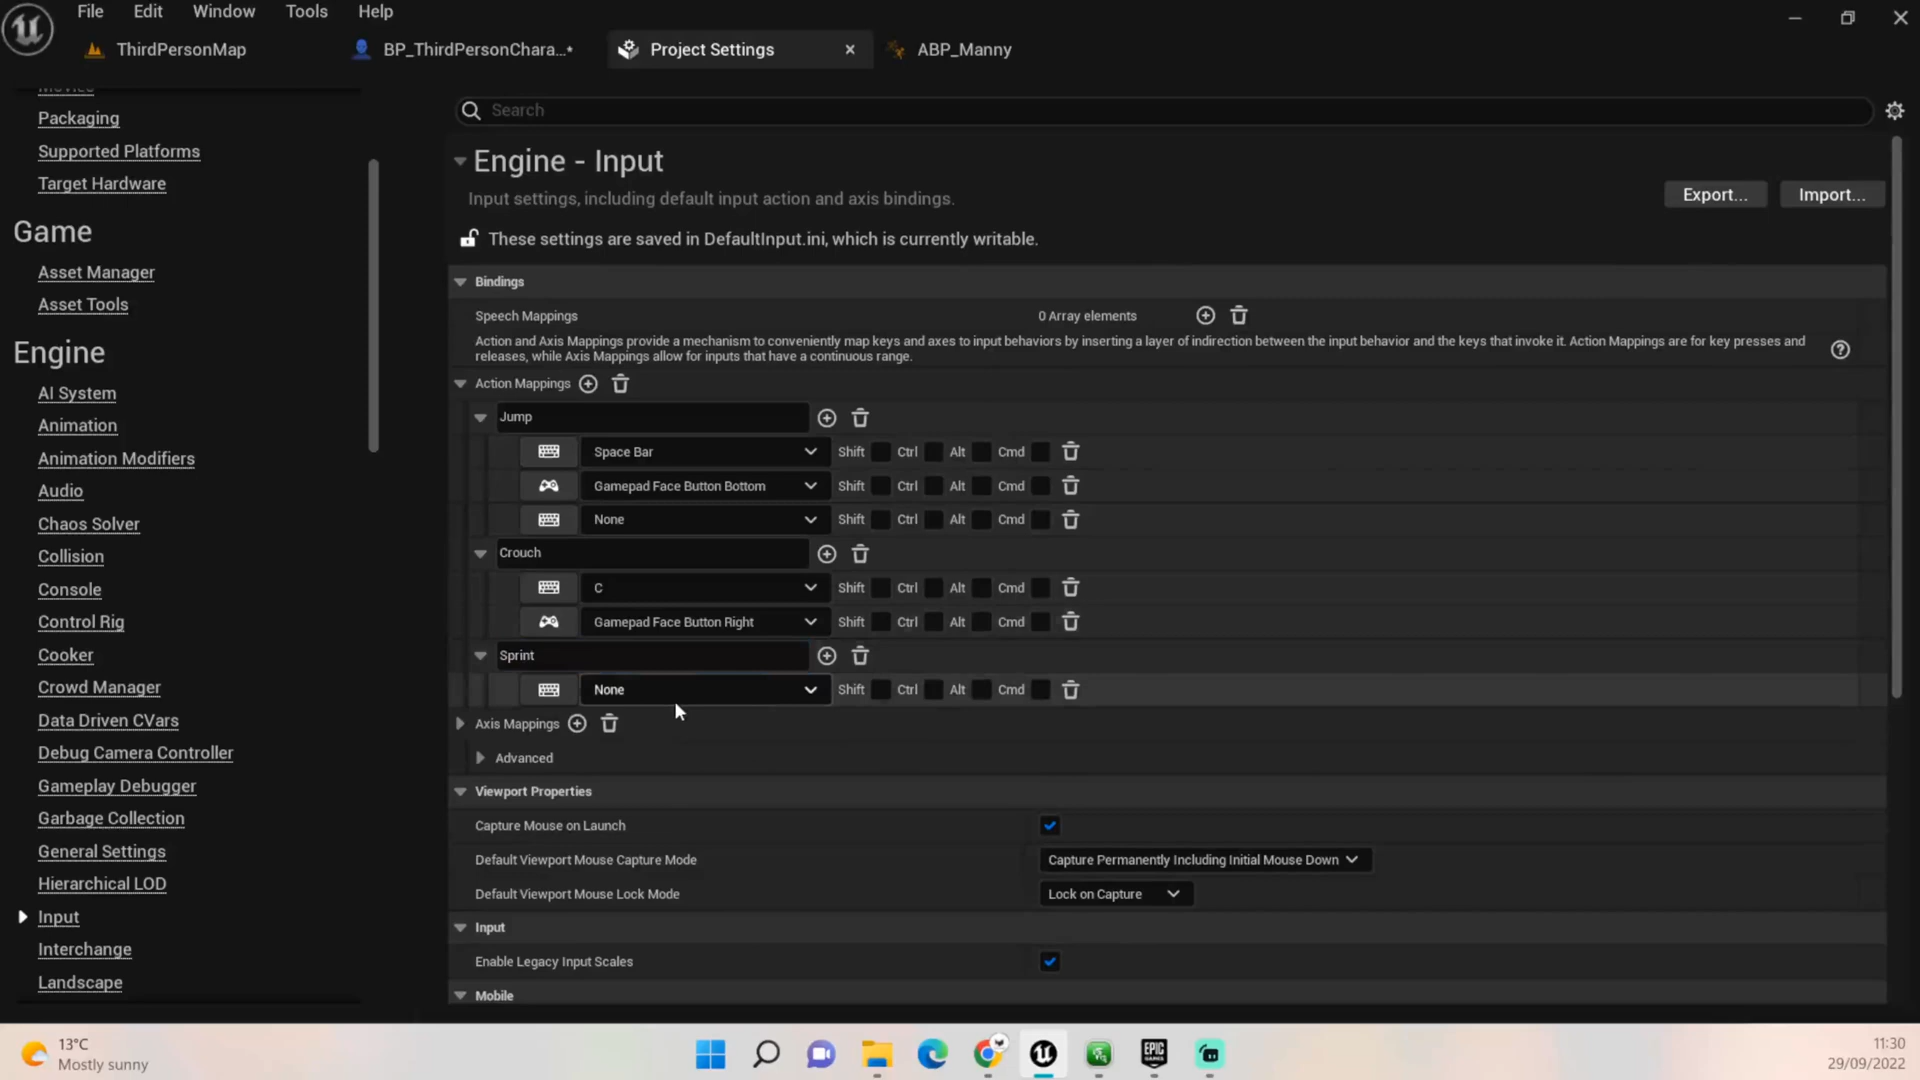 File Edit Window Tools Help
ThirdPersonMap BP_ThirdPersonChara...* Project Settings ABP_Manny
Movies
Packaging
Supported Platforms
Target Hardware
Game
Asset Manager
Asset Tools
Engine
AI System
Animation
Animation Modifiers
Audio
Chaos Solver
Collision
Console
Control Rig
Cooker
Crowd Manager
Data Driven CVars
Debug Camera Controller
Gameplay Debugger
Garbage Collection
General Settings
Hierarchical LOD
Input
Interchange
Landscape
Search
Engine - Input
Input settings, including default input action and axis bindings.
Export... Import...
These settings are saved in DefaultInput.ini, which is currently writable.
Bindings
Speech Mappings 0 Array elements
Action and Axis Mappings provide a mechanism to conveniently map keys and axes to input behaviors by inserting a layer of indirection between the input behavior and the keys that invoke it. Action Mappings are for key presses and
releases, while Axis Mappings allow for inputs that have a continuous range.
Action Mappings
Jump
Space Bar Shift Ctrl Alt Cmd
Gamepad Face Button Bottom Shift Ctrl Alt Cmd
None Shift Ctrl Alt Cmd
Crouch
C Shift Ctrl Alt Cmd
Gamepad Face Button Right Shift Ctrl Alt Cmd
Sprint
None Shift Ctrl Alt Cmd
Axis Mappings
Advanced
Viewport Properties
Capture Mouse on Launch
Default Viewport Mouse Capture Mode Capture Permanently Including Initial Mouse Down
Default Viewport Mouse Lock Mode Lock on Capture
Input
Enable Legacy Input Scales
Mobile
13°C
Mostly sunny
EPIC
GAMES
11:30
29/09/2022